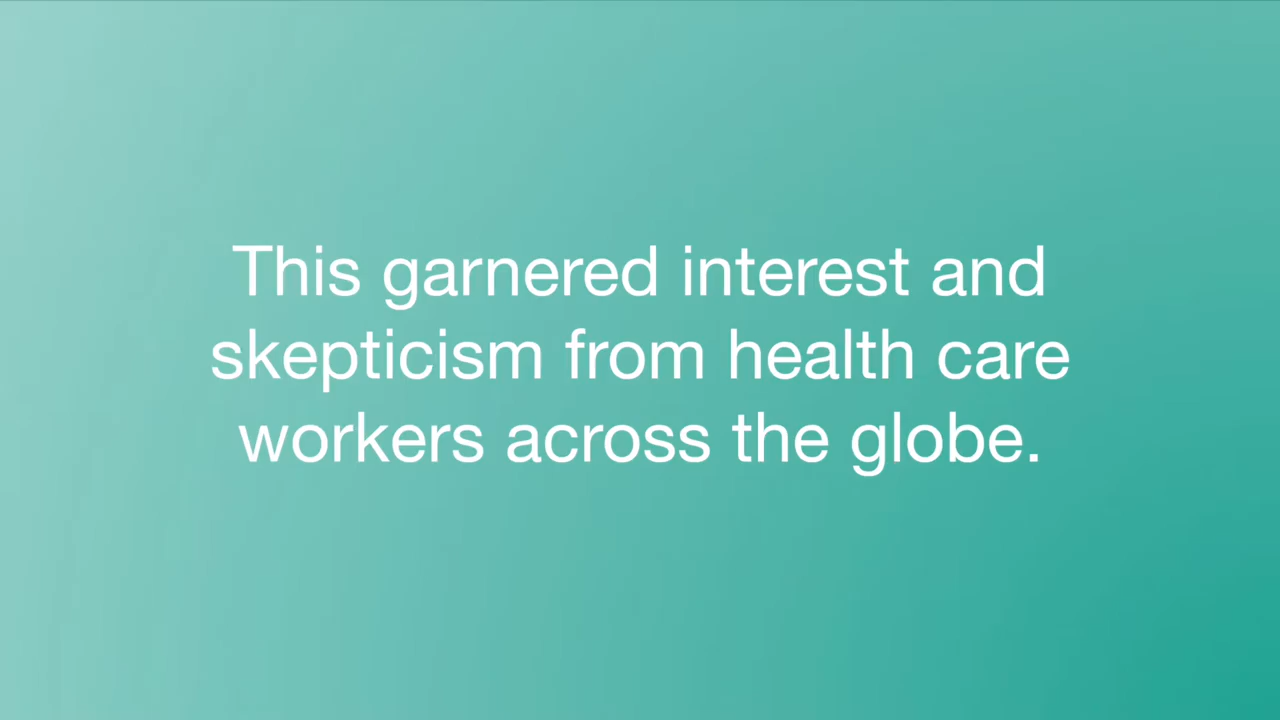 This garnered interest and
skepticism from health care
workers across the globe.